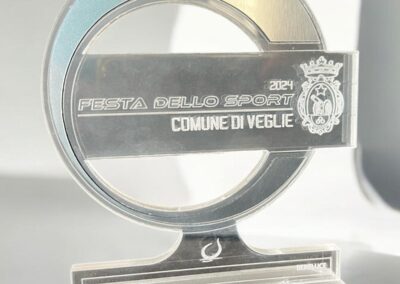 2024
FESTA DELLO SPORT
COMUNE DI VEGLIE